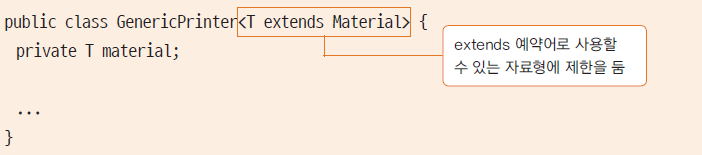 public class GenericPrinter<T extends Material> {
private T material;
extends 예약어로 사용할
수 있는 자료형에 제한을 둠
...
}